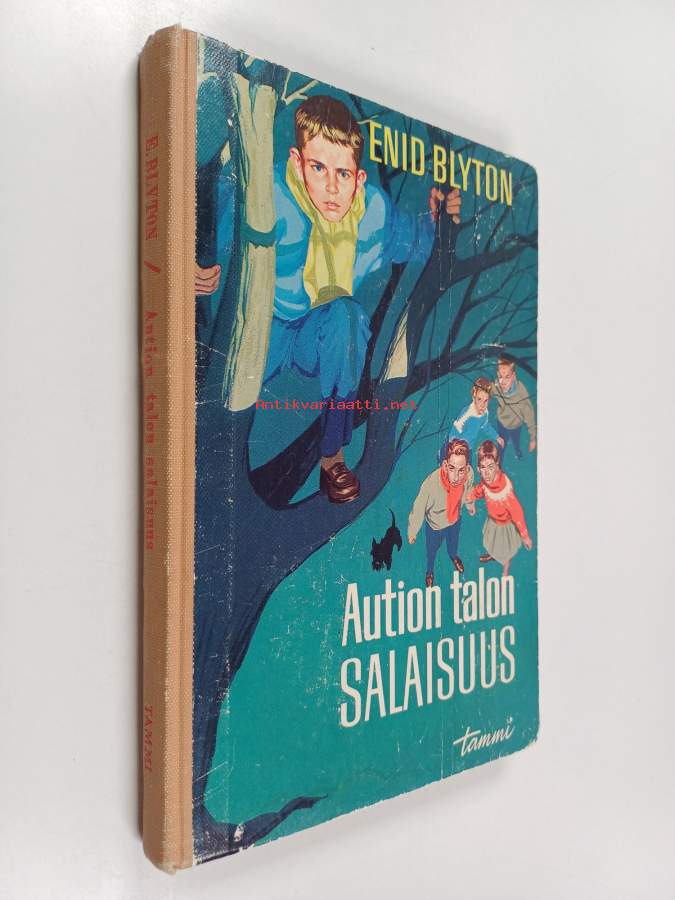 E. BLYTON / Aution talon salaisuus
TAMMI
ENID BLYTON
Antikvariaatti.net
Aution talon
SALAISUUS
tammi